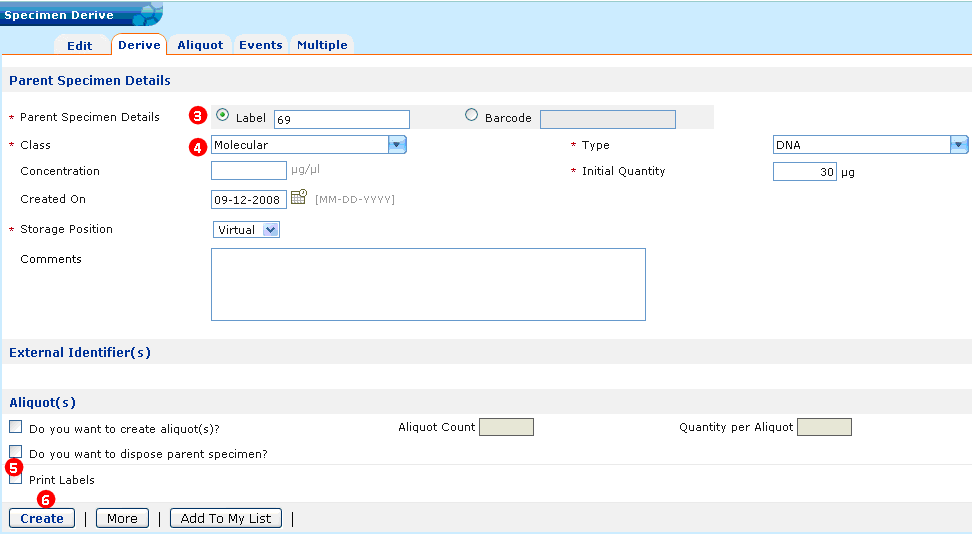 Specimen Derive
Edit Derive Aliquot Events Multiple
Parent Specimen Details
* Parent Specimen Details 3 Label 69 Barcode
* Class 4 Molecular * Type DNA
Concentration µg/µl * Initial Quantity 30 µg
Created On 09-12-2008 [MM-DD-YYYY]
* Storage Position Virtual
Comments
External Identifier(s)
Aliquot(s)
Do you want to create aliquot(s)? Aliquot Count Quantity per Aliquot
Do you want to dispose parent specimen?
5
Print Labels
6
Create | More | Add To My List |